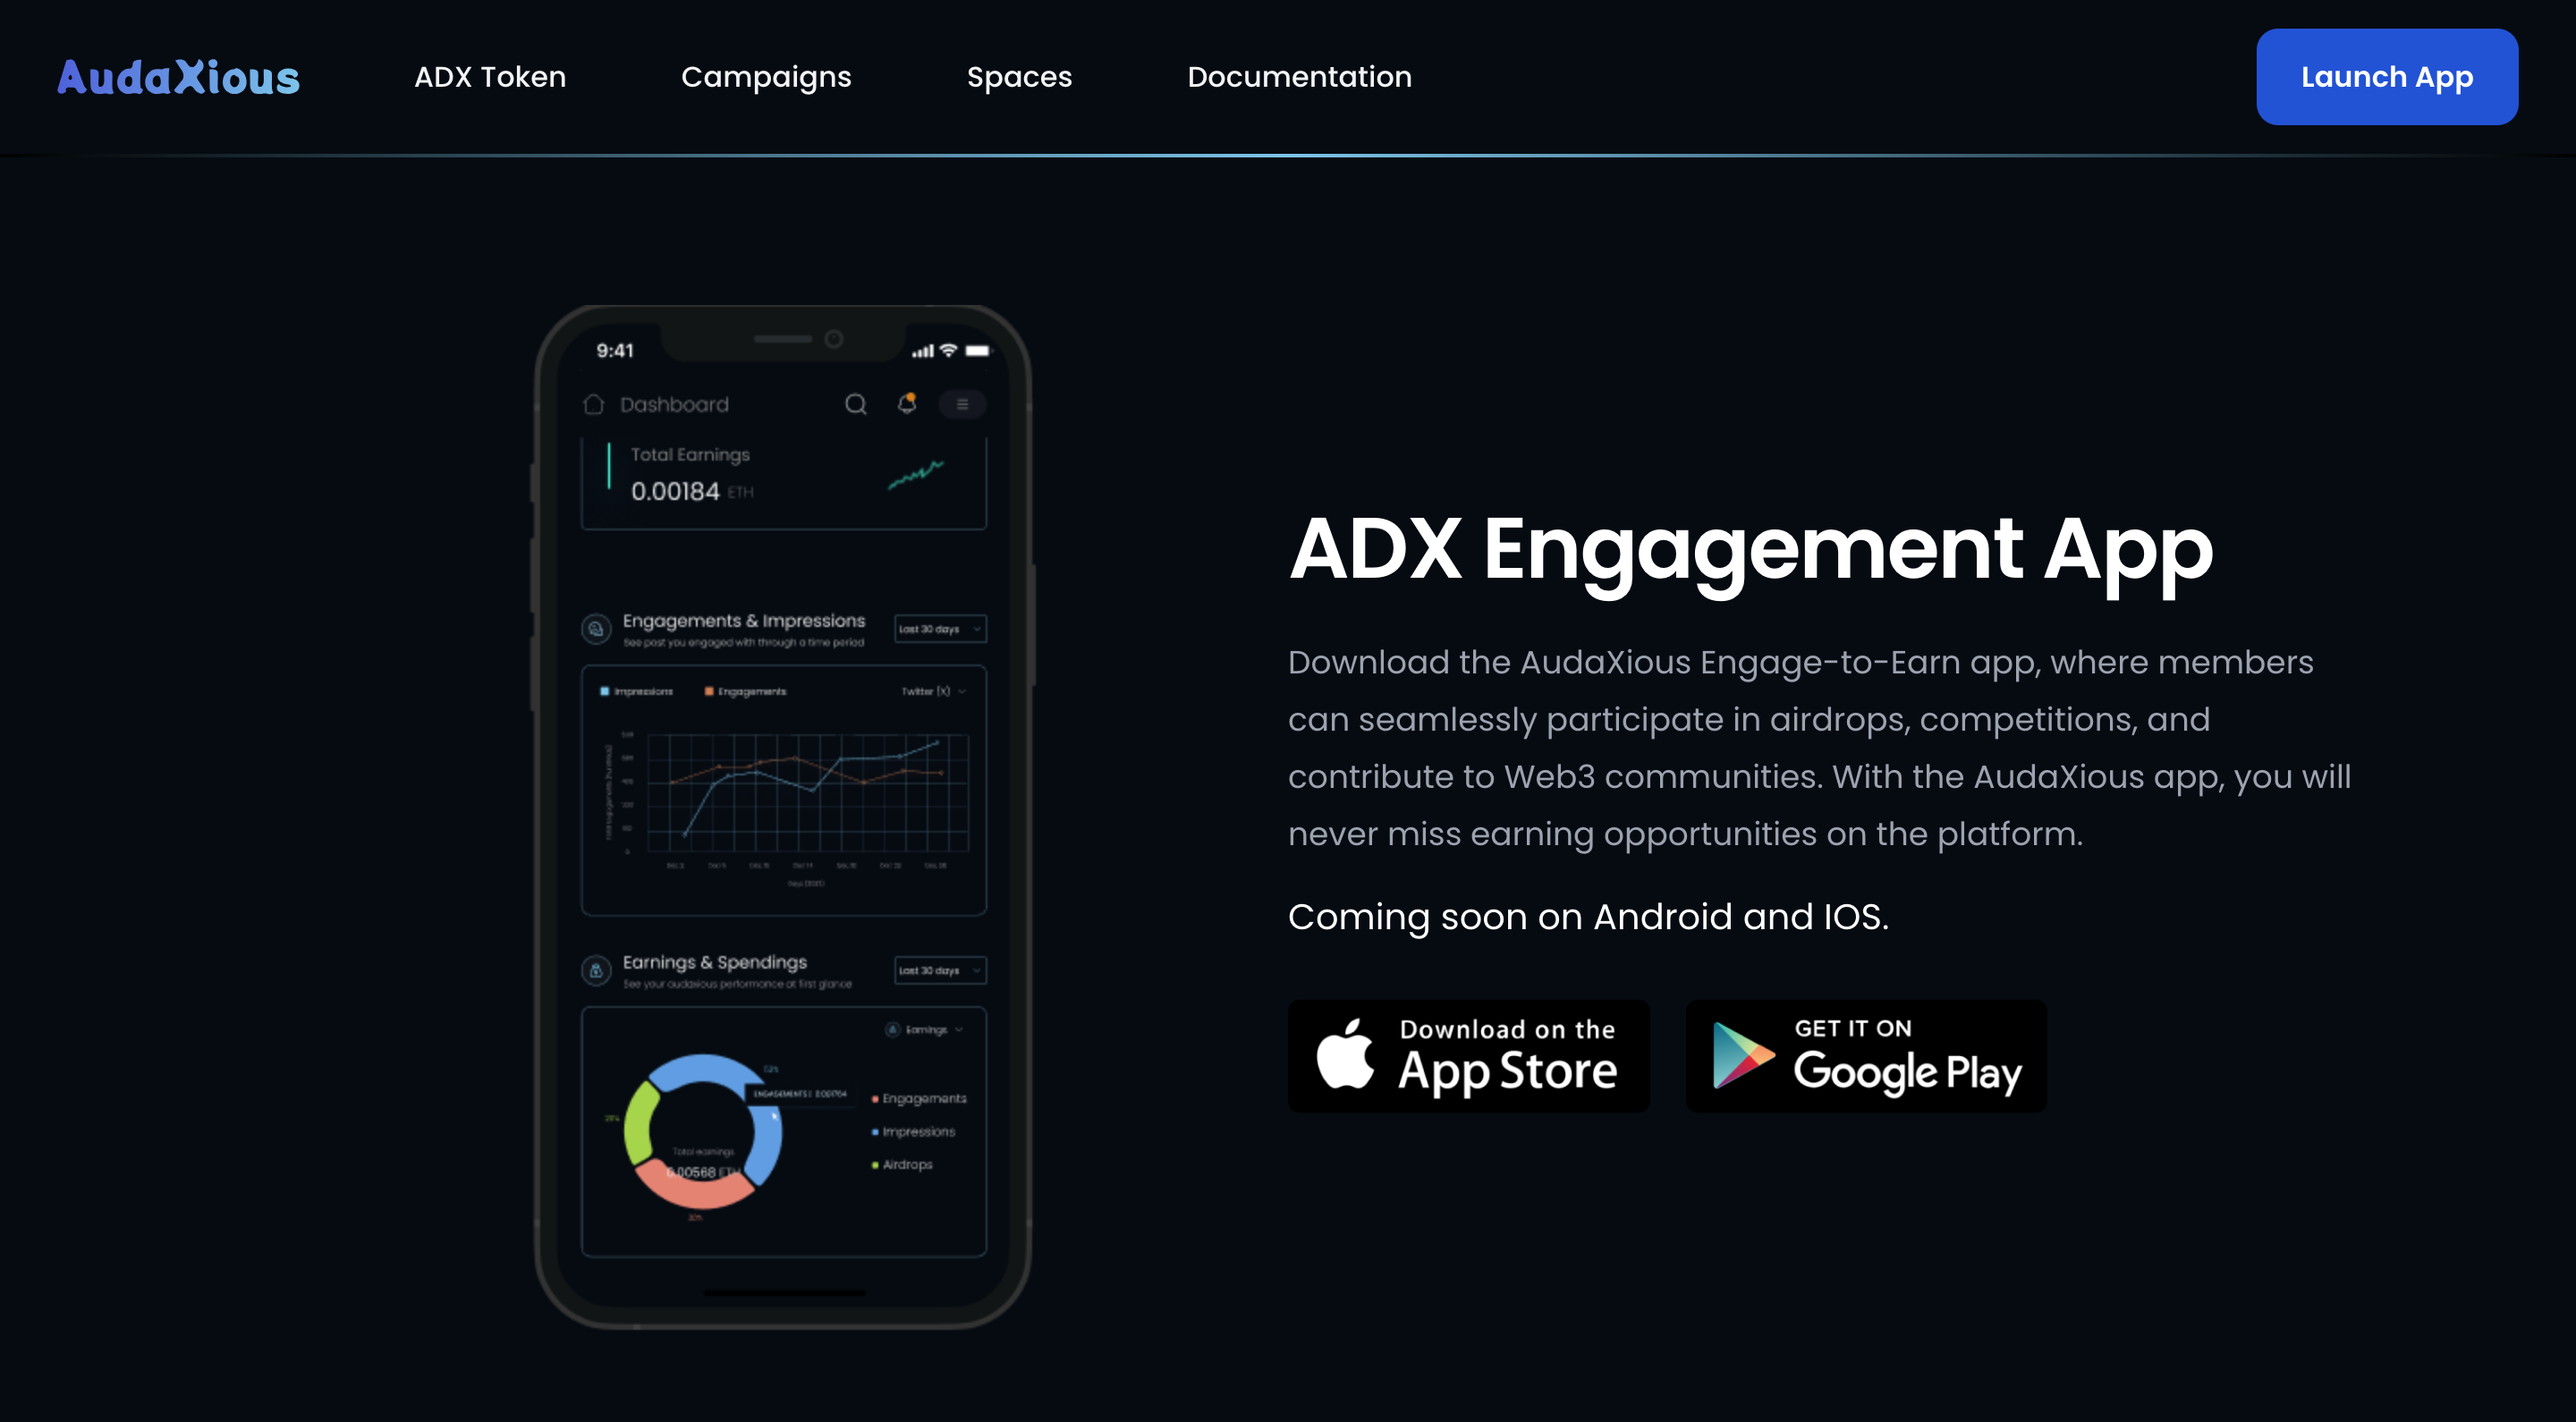 AudaXious
ADX Token
Campaigns
Spaces
Documentation
Launch App
9:41
Dashboard
Total Earnings
0.00184 ETH
Engagements & Impressions
See post you engaged with through a time period
Last 30 days
Impressions
Engagements
Twitter (X)
Earnings & Spendings
See your audaxious performance at first glance
Last 30 days
Earnings
Engagements
Impressions
Airdrops
Total earnings
0.00568 ETH
ADX Engagement App
Download the AudaXious Engage-to-Earn app, where members
can seamlessly participate in airdrops, competitions, and
contribute to Web3 communities. With the AudaXious app, you will
never miss earning opportunities on the platform.
Coming soon on Android and IOS.
Download on the
App Store
GET IT ON
Google Play